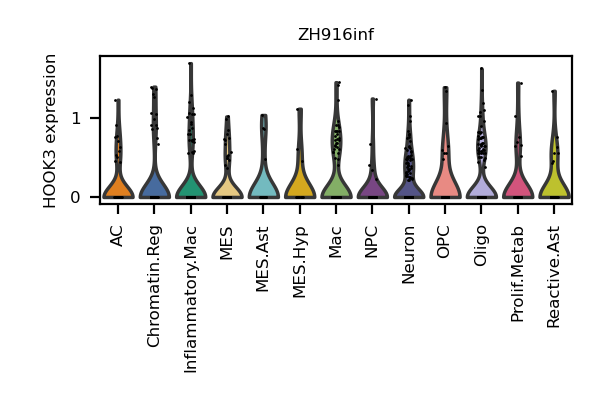 ZH916inf
HOOK3 expression
1
0
AC
Chromatin.Reg
Inflammatory.Mac
MES
MES.Ast
MES.Hyp
Mac
NPC
Neuron
OPC
Oligo
Prolif.Metab
Reactive.Ast